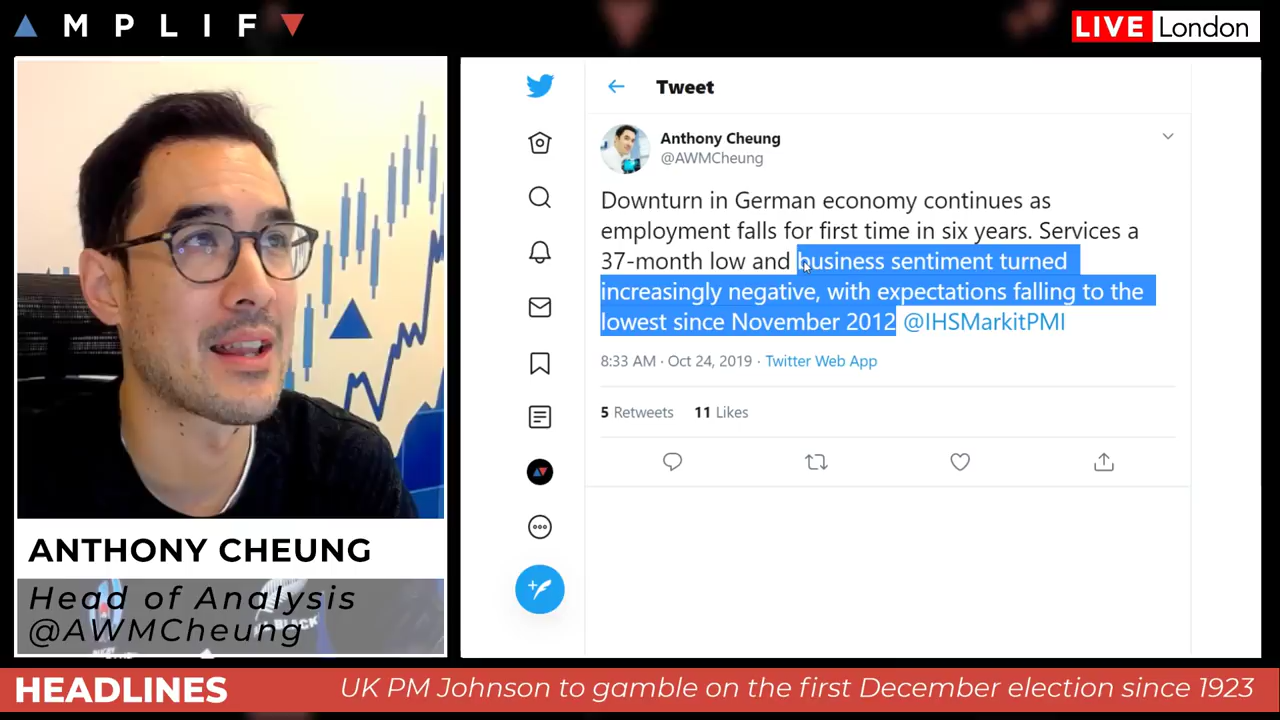 AMPLIFY
LIVE London
Tweet
Anthony Cheung
@AWMCheung
Downturn in German economy continues as
employment falls for first time in six years. Services a
37-month low and business sentiment turned
increasingly negative, with expectations falling to the
lowest since November 2012 @IHSMarkitPMI
8:33 AM · Oct 24, 2019 · Twitter Web App
5 Retweets 11 Likes
ANTHONY CHEUNG
Head of Analysis
@AWMCheung
BLACK
HEADLINES
UK PM Johnson to gamble on the first December election since 1923